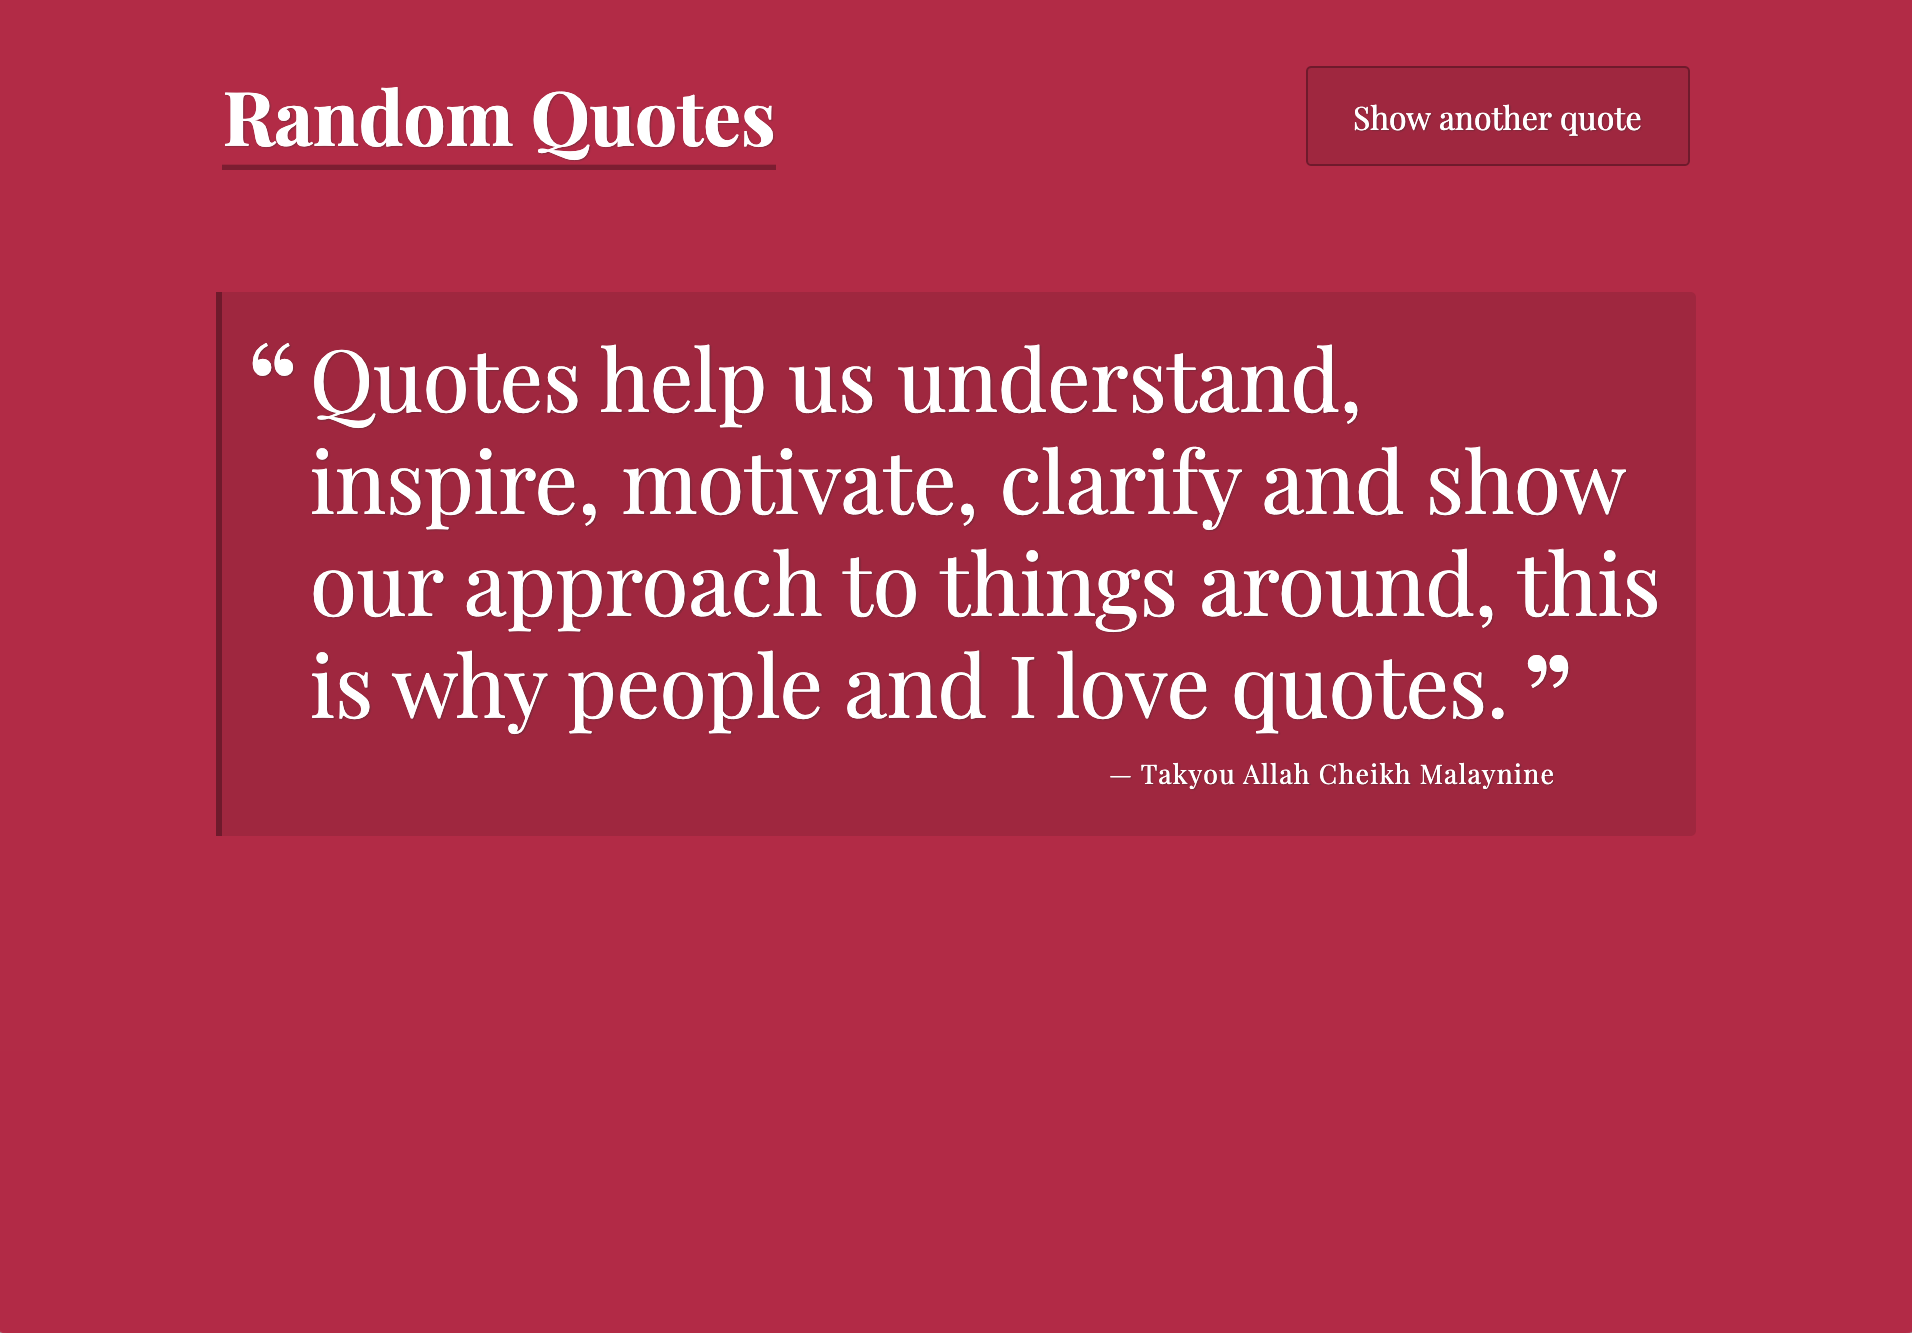 Random Quotes
Show another quote
“ Quotes help us understand,
inspire, motivate, clarify and show
our approach to things around, this
is why people and I love quotes. ”
— Takyou Allah Cheikh Malaynine